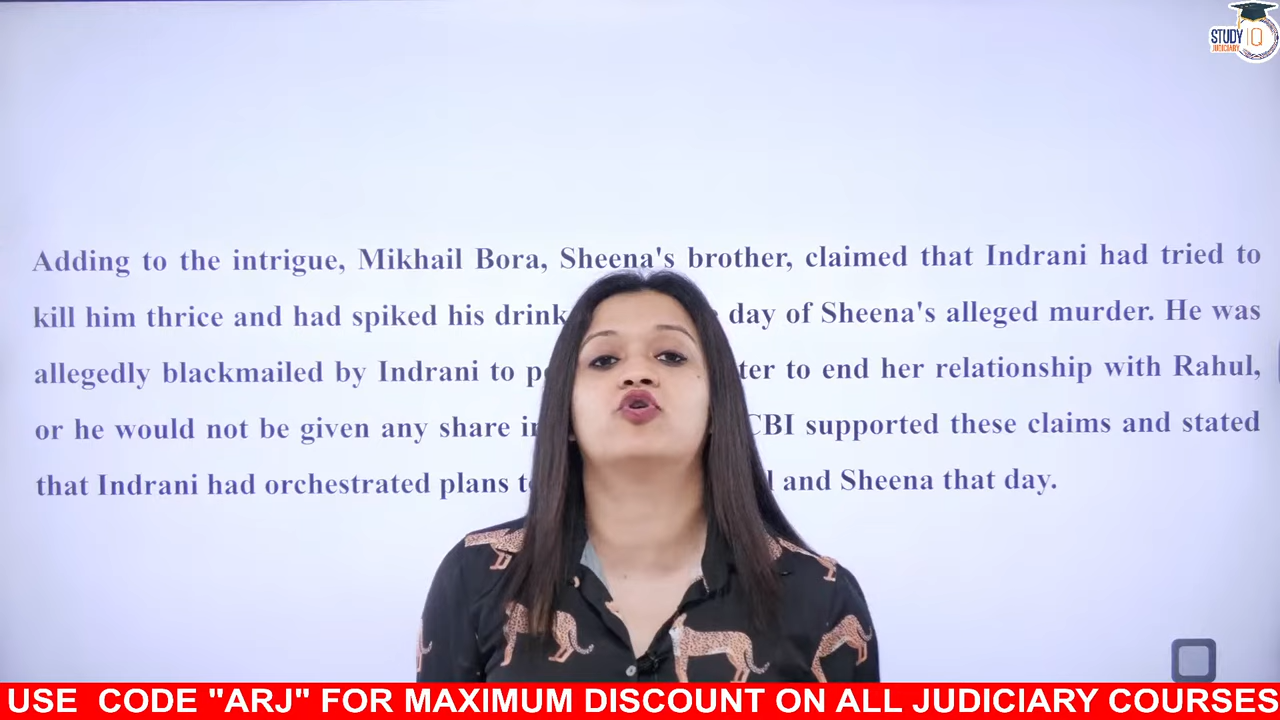 STUDY IQ
JUDICIARY
Adding to the intrigue, Mikhail Bora, Sheena's brother, claimed that Indrani had tried to
kill him thrice and had spiked his drink day of Sheena's alleged murder. He was
allegedly blackmailed by Indrani to to end her relationship with Rahul,
or he would not be given any share CBI supported these claims and stated
that Indrani had orchestrated plans and Sheena that day.
USE CODE "ARJ" FOR MAXIMUM DISCOUNT ON ALL JUDICIARY COURSES